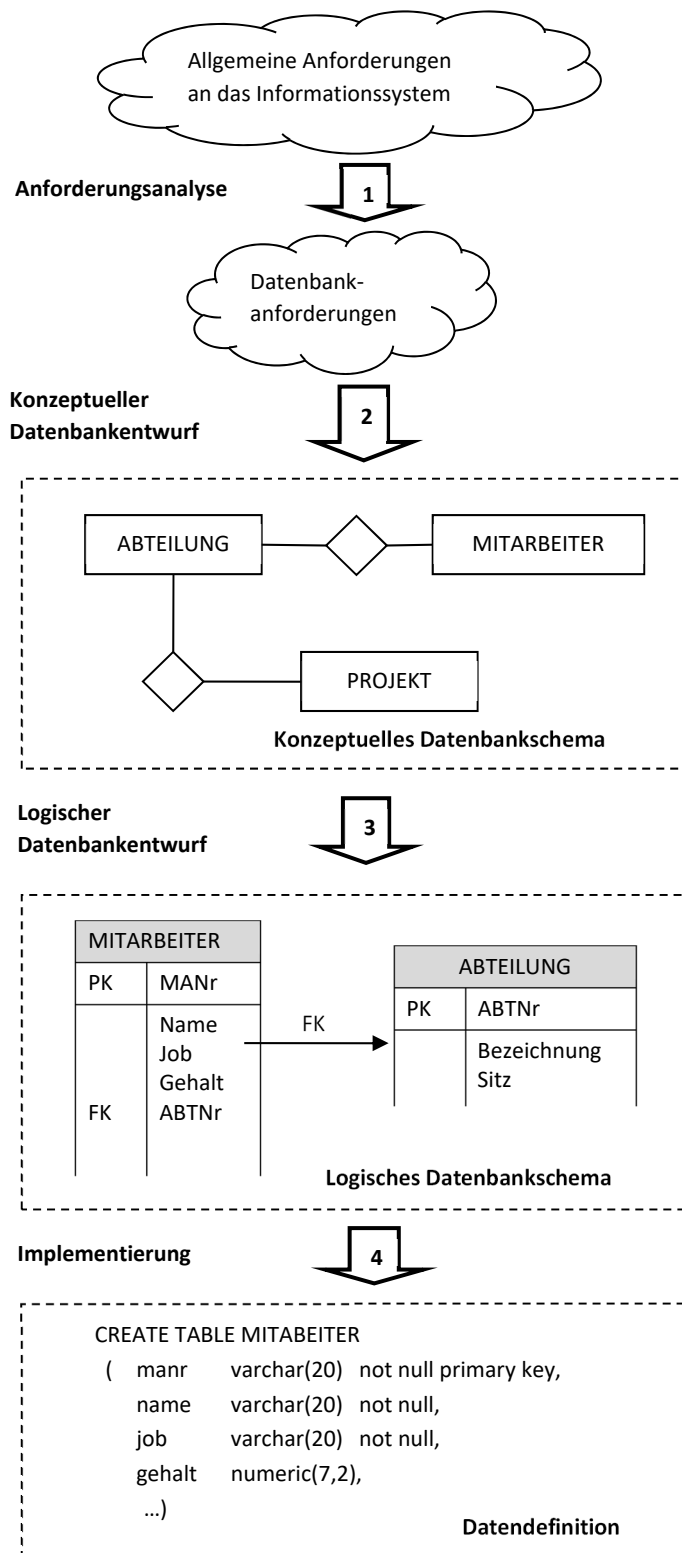 Allgemeine Anforderungen
an das Informationssystem
Anforderungsanalyse
1
Datenbank-
anforderungen
Konzeptueller
Datenbankentwurf
2
ABTEILUNG
MITARBEITER
PROJEKT
Konzeptuelles Datenbankschema
Logischer
Datenbankentwurf
3
MITARBEITER
PK MANr
Name
Job
Gehalt
FK ABTNr
FK
ABTEILUNG
PK ABTNr
Bezeichnung
Sitz
Logisches Datenbankschema
Implementierung
4
CREATE TABLE MITABEITER
( manr varchar(20) not null primary key,
name varchar(20) not null,
job varchar(20) not null,
gehalt numeric(7,2),
...)
Datendefinition